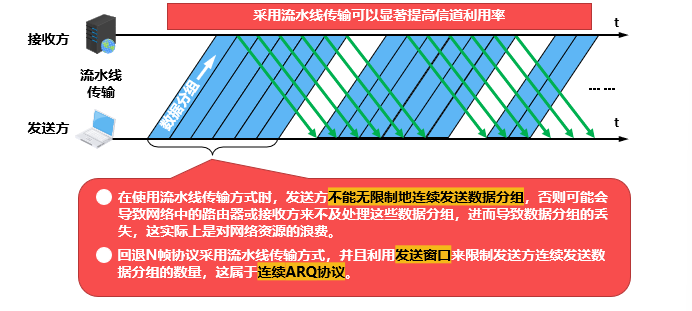 采用流水线传输可以显著提高信道利用率
t
接收方
流水线
传输
数据分组
... ...
发送方
t
在使用流水线传输方式时，发送方不能无限制地连续发送数据分组，否则可能会
导致网络中的路由器或接收方来不及处理这些数据分组，进而导致数据分组的丢
失，这实际上是对网络资源的浪费。
回退N帧协议采用流水线传输方式，并且利用发送窗口来限制发送方连续发送数
据分组的数量，这属于连续ARQ协议。